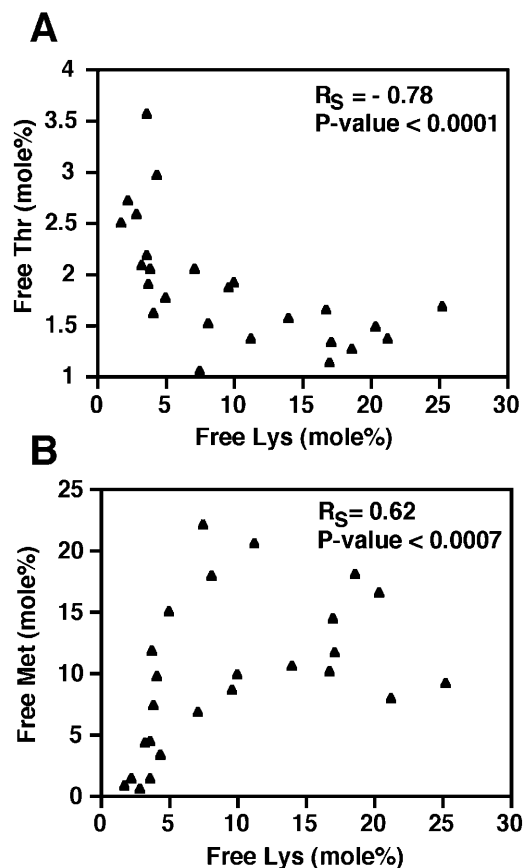 A
4
R_S = - 0.78
3.5
P-value < 0.0001
3
2.5
Free Thr (mole%)
2
1.5
1
0 5 10 15 20 25 30
Free Lys (mole%)
B
25
R_S= 0.62
P-value < 0.0007
20
15
Free Met (mole%)
10
5
0
0 5 10 15 20 25 30
Free Lys (mole%)